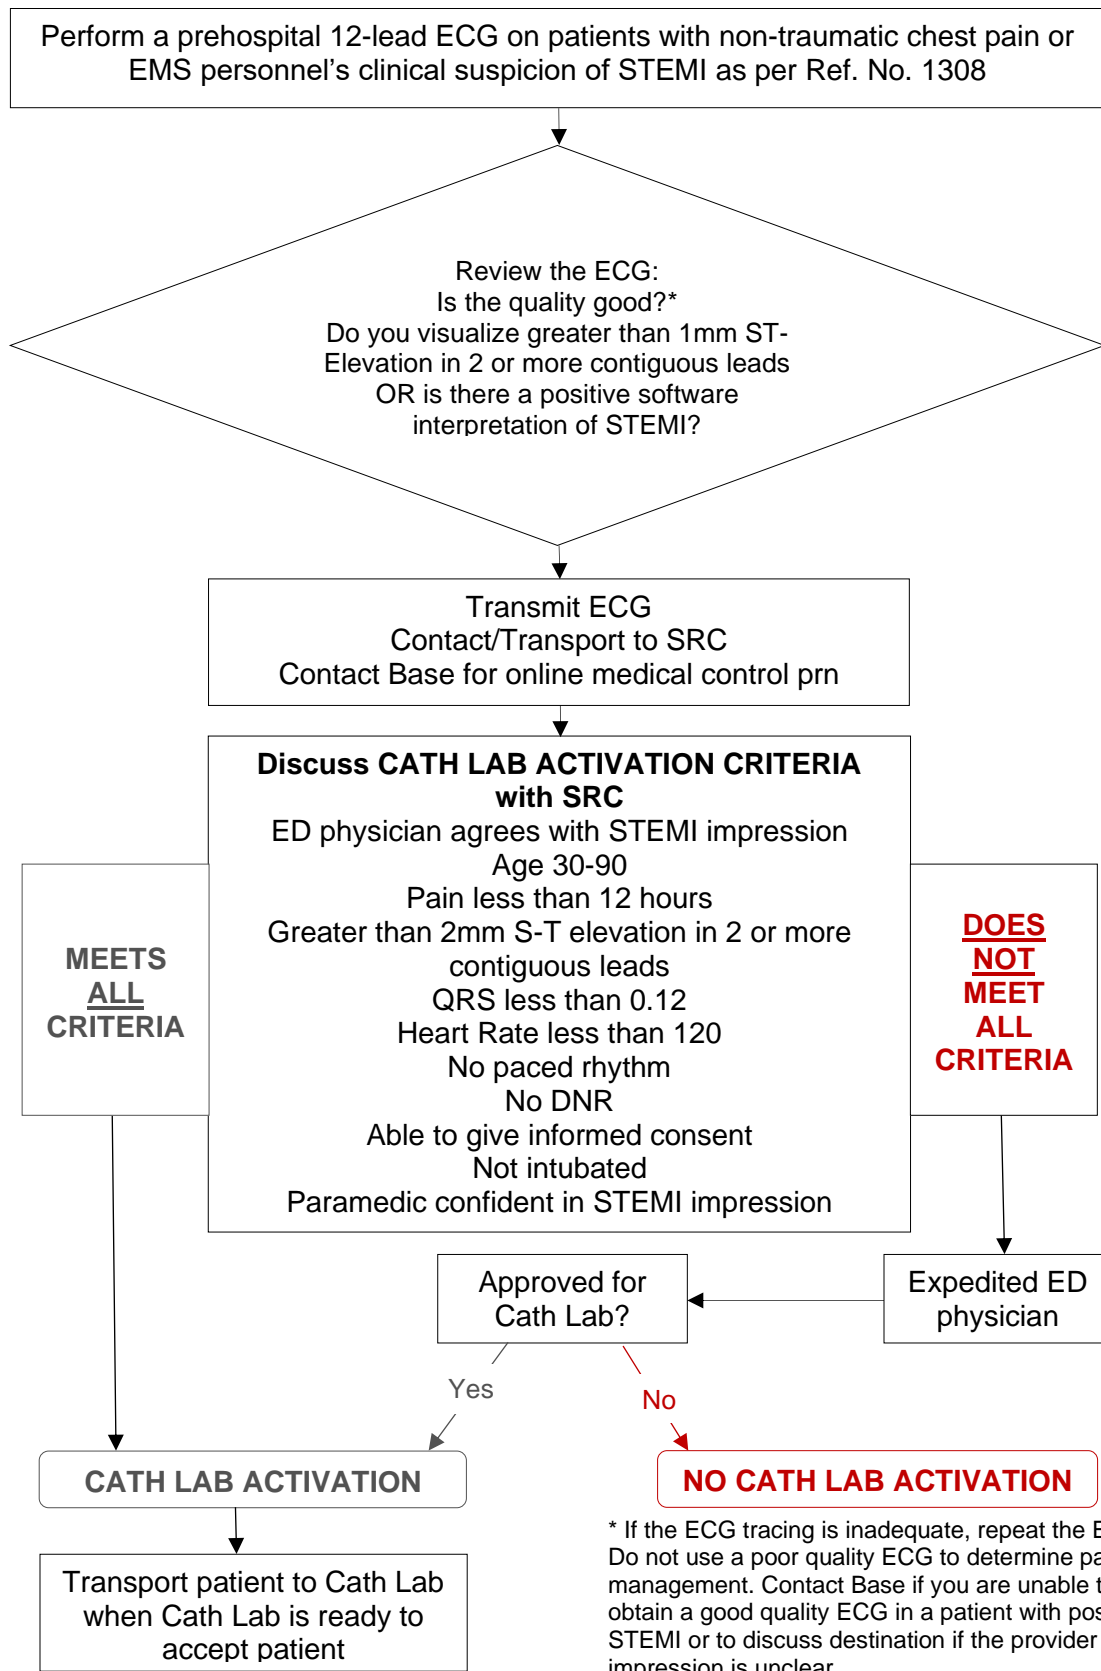 Perform a prehospital 12-lead ECG on patients with non-traumatic chest pain or
EMS personnel's clinical suspicion of STEMI as per Ref. No. 1308
Review the ECG:
Is the quality good?*
Do you visualize greater than 1mm ST-
Elevation in 2 or more contiguous leads
OR is there a positive software
interpretation of STEMI?
Transmit ECG
Contact/Transport to SRC
Contact Base for online medical control prn
Discuss CATH LAB ACTIVATION CRITERIA
with SRC
ED physician agrees with STEMI impression
Age 30-90
Pain less than 12 hours
Greater than 2mm S-T elevation in 2 or more
contiguous leads
QRS less than 0.12
Heart Rate less than 120
No paced rhythm
No DNR
Able to give informed consent
Not intubated
Paramedic confident in STEMI impression
MEETS
ALL
CRITERIA
DOES
NOT
MEET
ALL
CRITERIA
Approved for
Cath Lab?
Expedited ED
physician
Yes
No
CATH LAB ACTIVATION
NO CATH LAB ACTIVATION
Transport patient to Cath Lab
when Cath Lab is ready to
accept patient
* If the ECG tracing is inadequate, repeat the
Do not use a poor quality ECG to determine
management. Contact Base if you are unable
obtain a good quality ECG in a patient with
STEMI or to discuss destination if the provider
impression is unclear